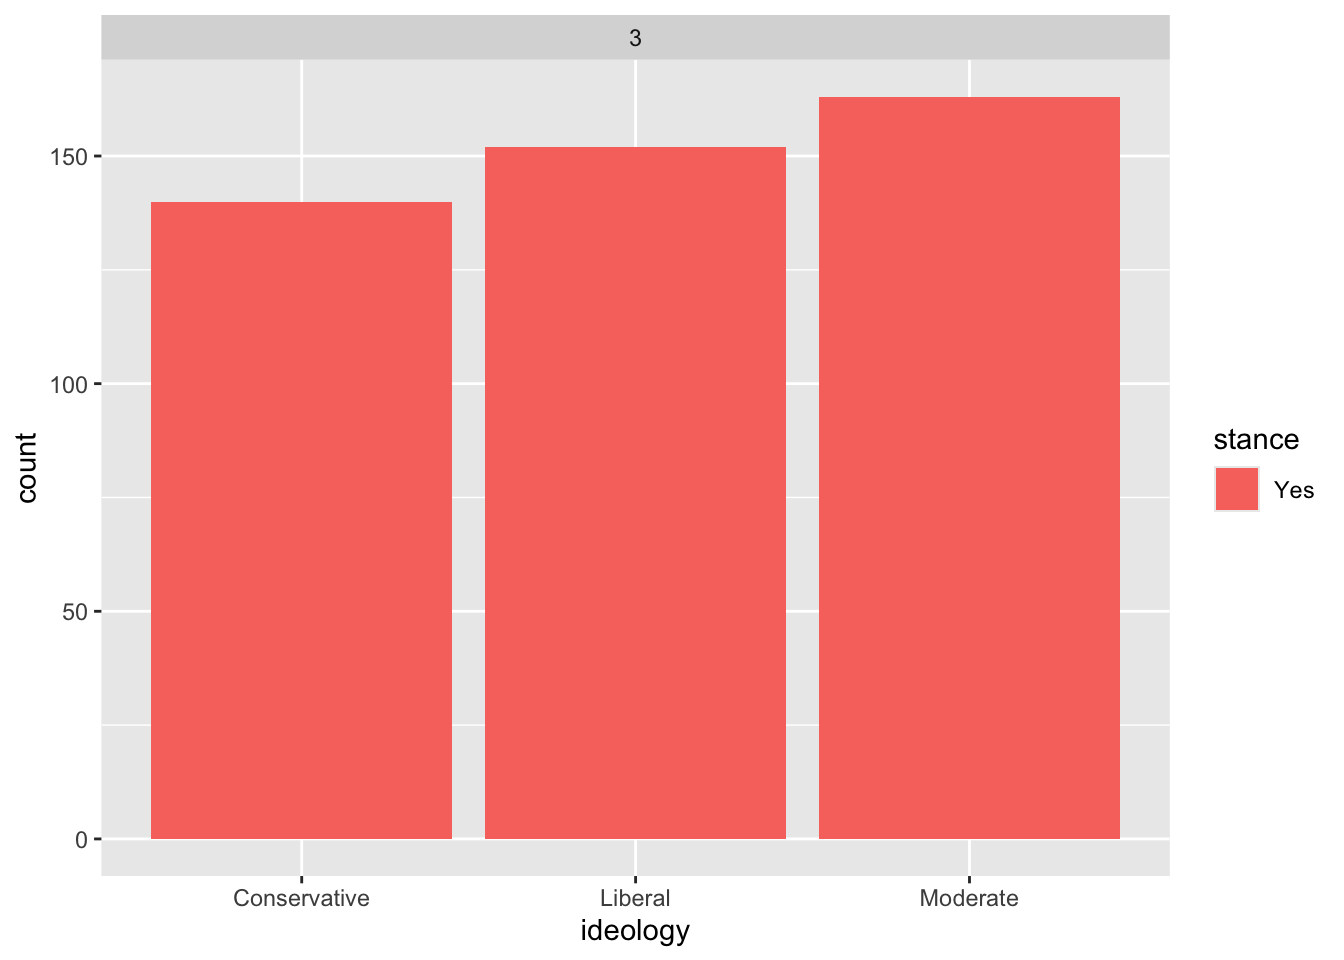 3
150
100
50
0
count
Conservative Liberal Moderate
ideology
stance
Yes